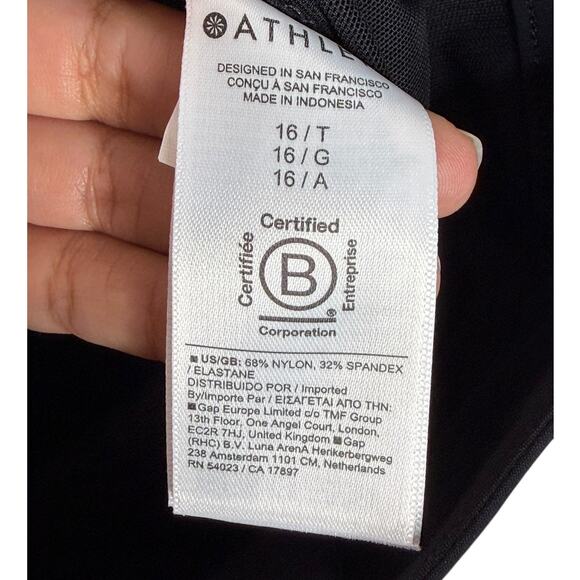 ATHLE
DESIGNED IN SAN FRANCISCO
CONÇU À SAN FRANCISCO
MADE IN INDONESIA
16 / T
16 / G
16 / A
Certified
Certifiée
B
®
Entreprise
Corporation
■ US/GB: 68% NYLON, 32% SPANDEX
/ ELASTANE
DISTRIBUIDO POR / Imported
By/Importe Par / ΕΙΣΑΓΕΤΑΙ ΑΠΟ ΤΗΝ:
■ Gap Europe Limited c/o TMF Group
13th Floor, One Angel Court, London,
EC2R 7HJ, United Kingdom ■ Gap
(RHC) B.V. Luna ArenA Herikerbergweg
238 Amsterdam 1101 CM, Netherlands
RN 54023 / CA 17897